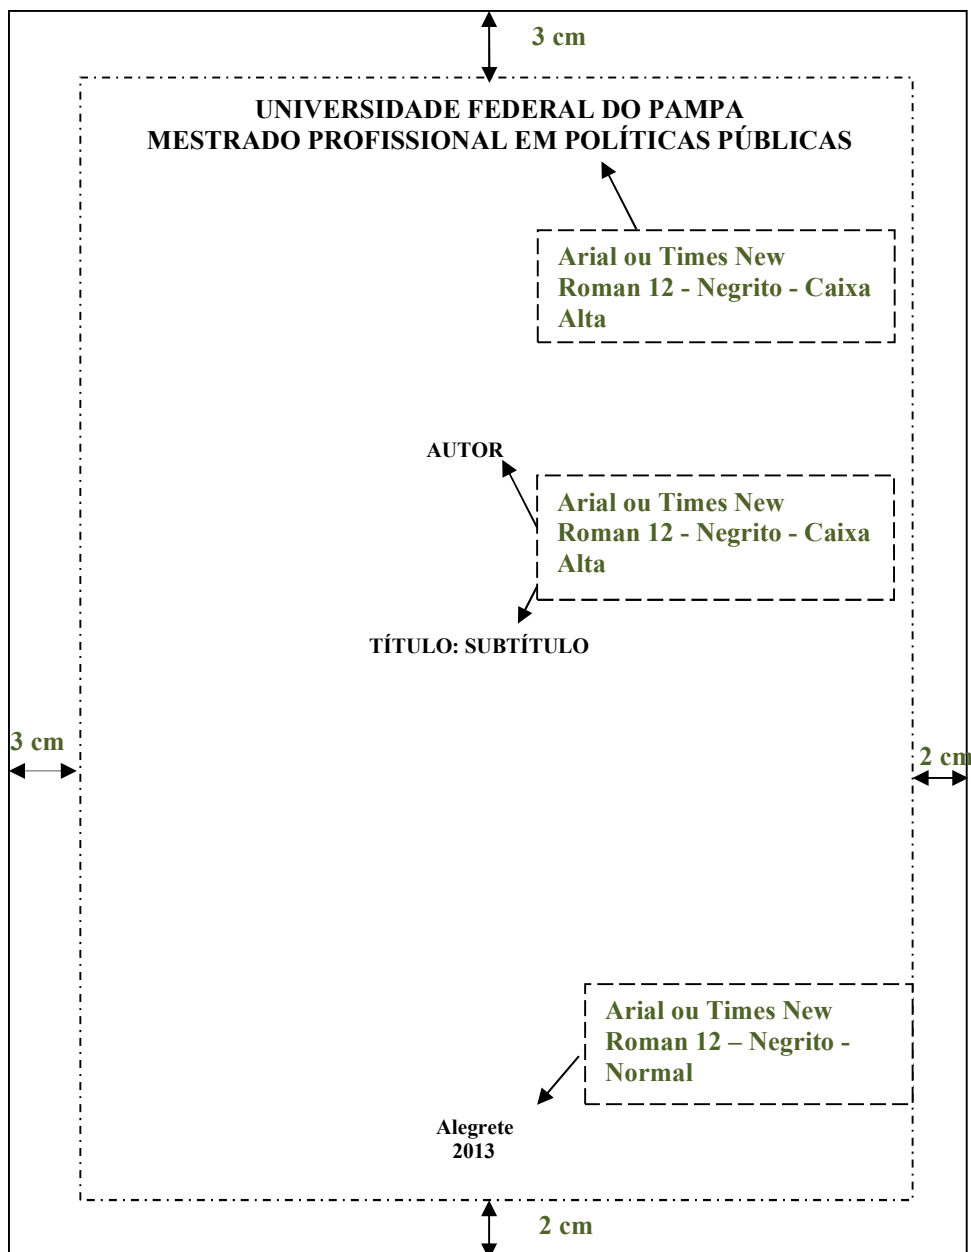 3 cm
UNIVERSIDADE FEDERAL DO PAMPA
MESTRADO PROFISSIONAL EM POLÍTICAS PÚBLICAS
Arial ou Times New
Roman 12 - Negrito - Caixa
Alta
AUTOR
Arial ou Times New
Roman 12 - Negrito - Caixa
Alta
TÍTULO: SUBTÍTULO
3 cm
2 cm
Arial ou Times New
Roman 12 – Negrito -
Normal
Alegrete
2013
2 cm